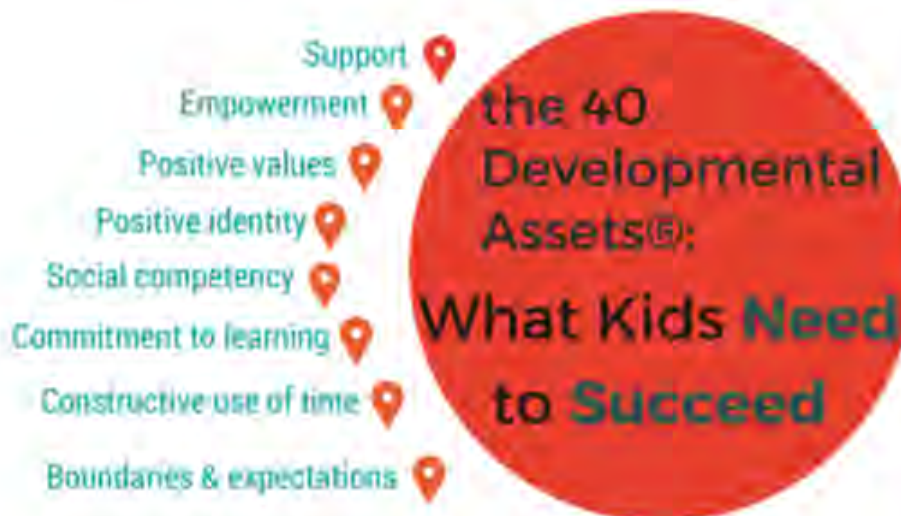 Support
Empowerment
Positive values
Positive identity
Social competency
Commitment to learning
Constructive use of time
Boundaries & expectations
the 40
Developmental
Assets®:
What Kids Need
to Succeed